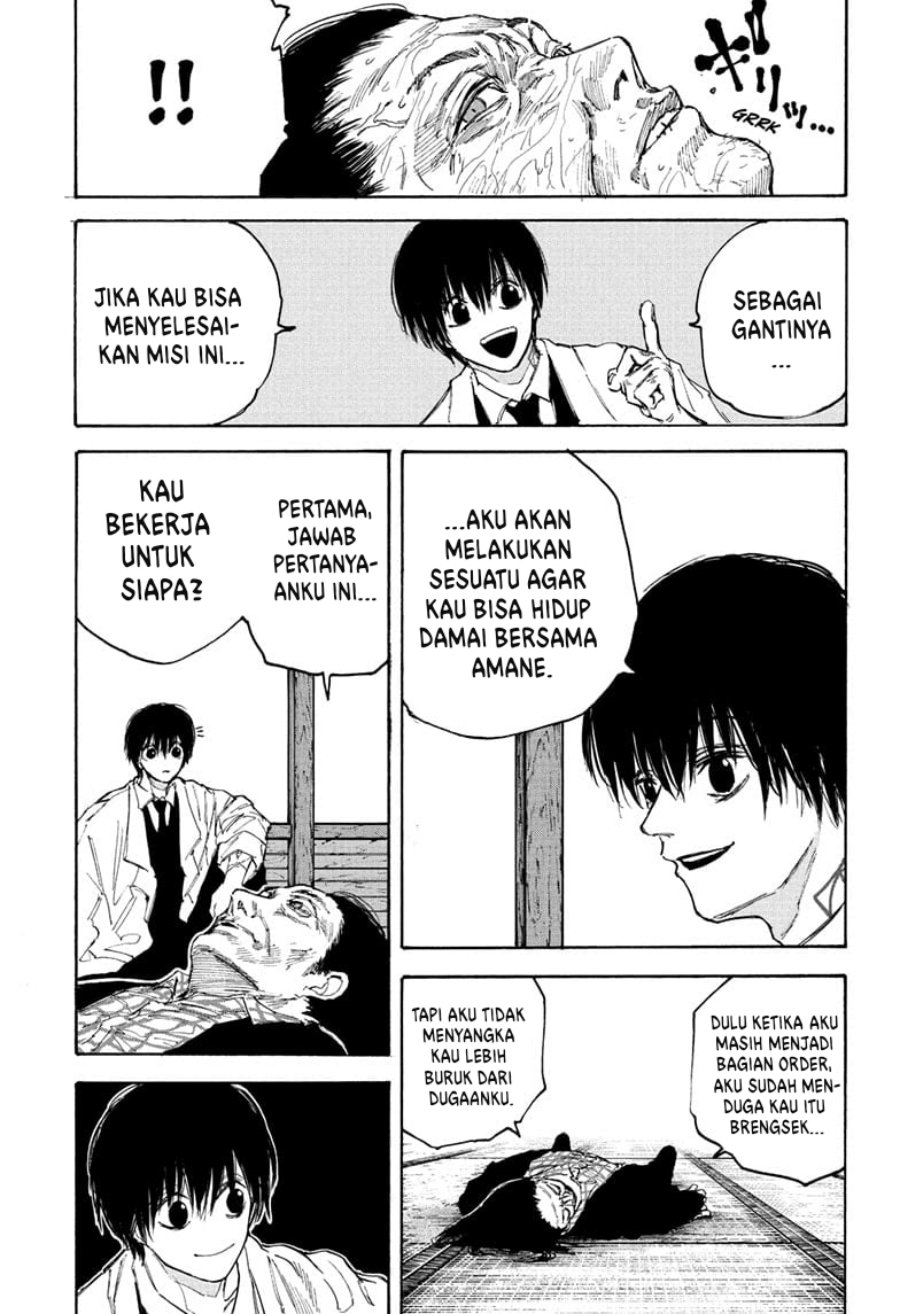 !!
ギリッ...
GRRK
SEBAGAI
GANTINYA
...
JIKA KAU BISA
MENYELESAI-
KAN MISI INI...
...AKU AKAN
MELAKUKAN
SESUATU AGAR
KAU BISA HIDUP
DAMAI BERSAMA
AMANE.
PERTAMA,
JAWAB
PERTANYA-
ANKU INI...
KAU
BEKERJA
UNTUK
SIAPA?
DULU KETIKA AKU
MASIH MENJADI
BAGIAN ORDER,
AKU SUDAH MEN-
DUGA KAU ITU
BRENGSEK...
TAPI AKU TIDAK
MENYANGKA
KAU LEBIH
BURUK DARI
DUGAANKU.